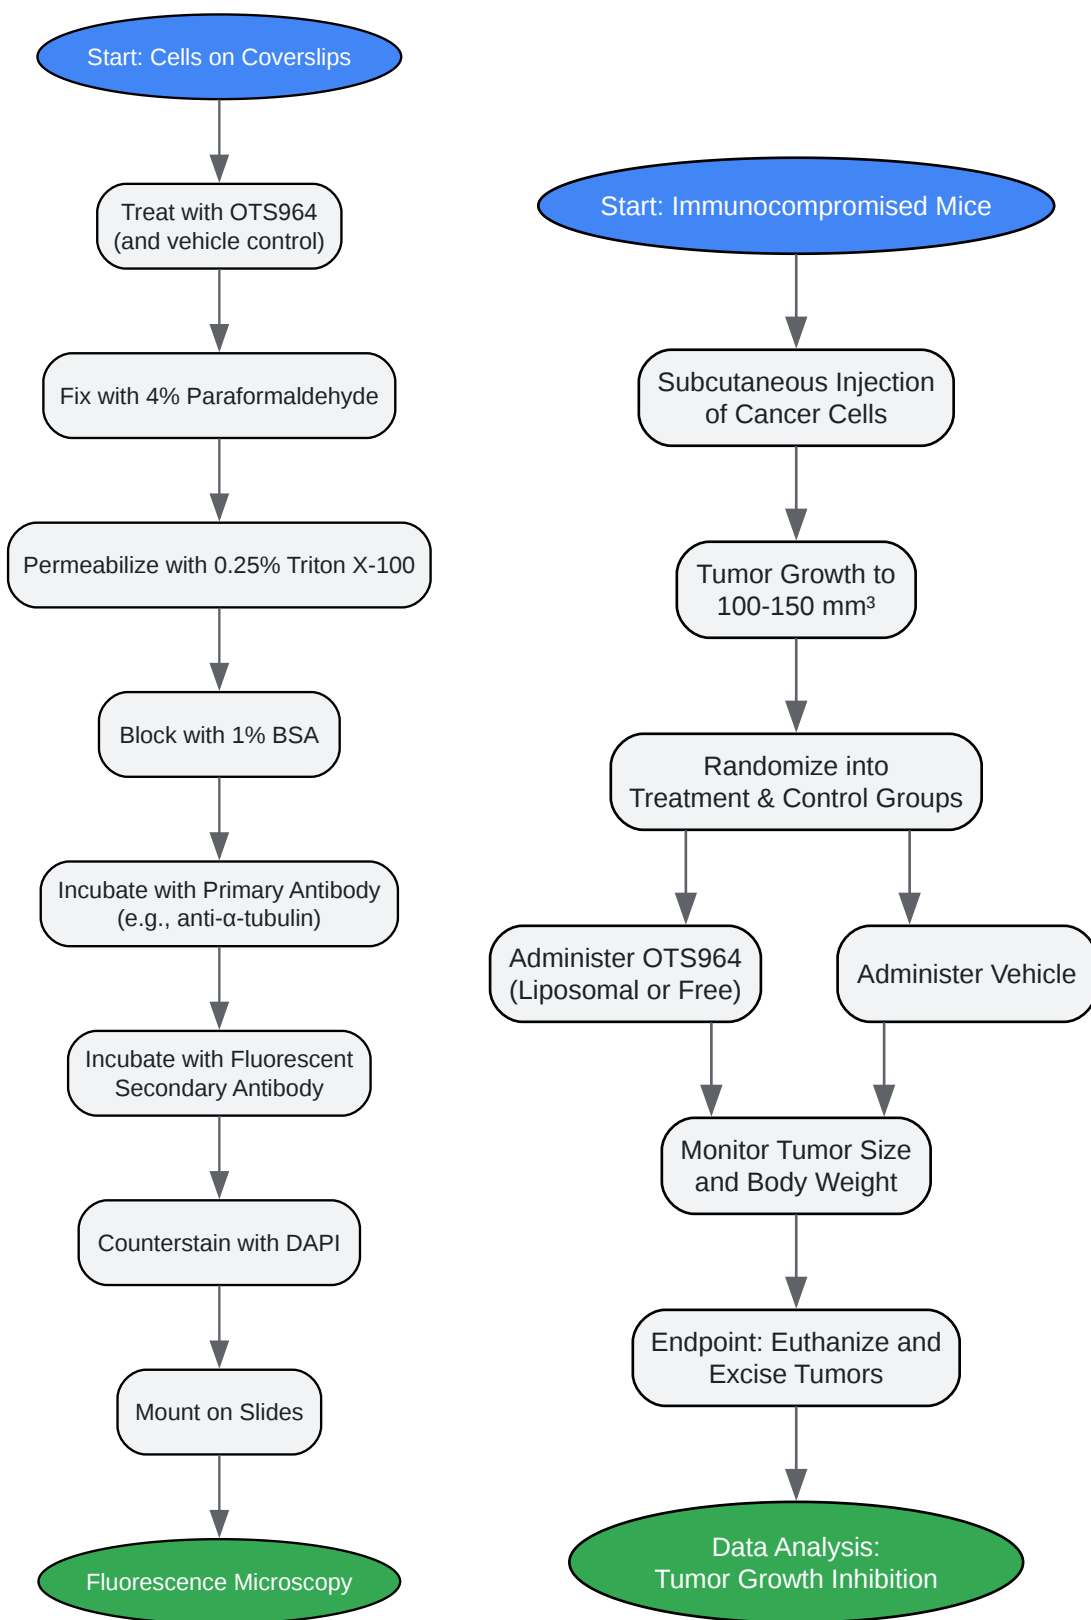 Start: Cells on Coverslips
Treat with OTS964
(and vehicle control)
Fix with 4% Paraformaldehyde
Permeabilize with 0.25% Triton X-100
Block with 1% BSA
Incubate with Primary Antibody
(e.g., anti-α-tubulin)
Incubate with Fluorescent
Secondary Antibody
Counterstain with DAPI
Mount on Slides
Fluorescence Microscopy
Start: Immunocompromised Mice
Subcutaneous Injection
of Cancer Cells
Tumor Growth to
100-150 mm³
Randomize into
Treatment & Control Groups
Administer OTS964
(Liposomal or Free)
Administer Vehicle
Monitor Tumor Size
and Body Weight
Endpoint: Euthanize and
Excise Tumors
Data Analysis:
Tumor Growth Inhibition